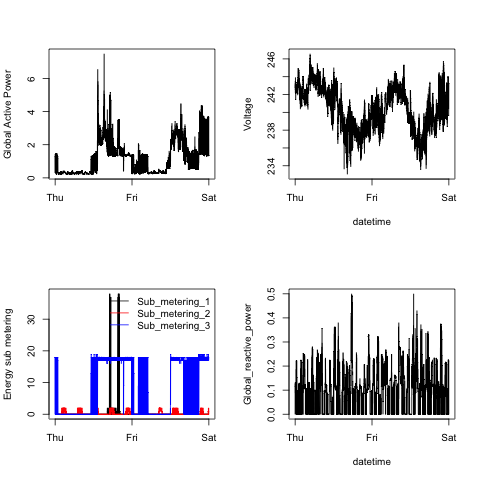 Global Active Power
0 2 4 6
Thu Fri Sat
Voltage
234 238 242 246
Thu Fri Sat
datetime
Energy sub metering
0 10 20 30
Sub_metering_1
Sub_metering_2
Sub_metering_3
Thu Fri Sat
Global_reactive_power
0.0 0.1 0.2 0.3 0.4 0.5
Thu Fri Sat
datetime